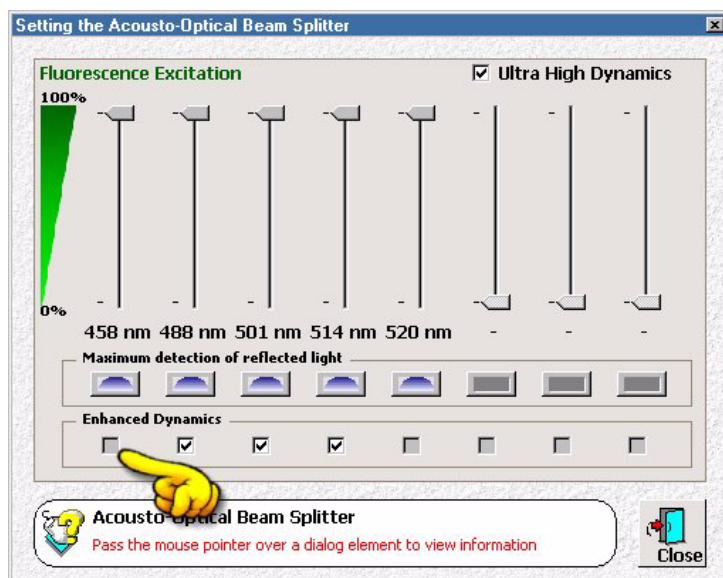 Setting the Acousto-Optical Beam Splitter
Fluorescence Excitation
Ultra High Dynamics
100%
0%
458 nm 488 nm 501 nm 514 nm 520 nm - - -
Maximum detection of reflected light
Enhanced Dynamics
Acousto-Optical Beam Splitter
Pass the mouse pointer over a dialog element to view information
Close